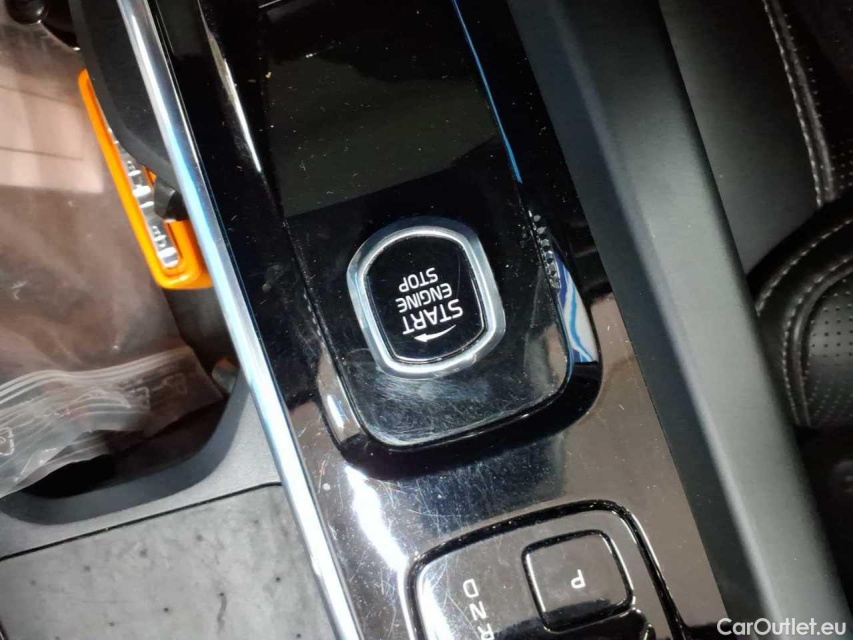 START
ENGINE
STOP
P
R N D
CarOutlet.eu